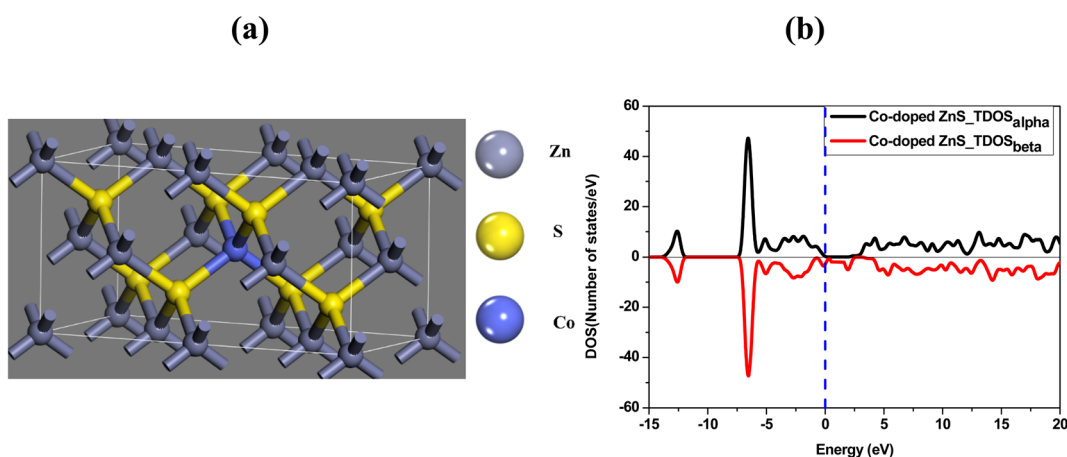 (a)
(b)
Zn
S
Co
Co-doped ZnS_TDOSalpha
Co-doped ZnS_TDOSbeta
60
40
20
0
-20
-40
-60
DOS(Number of states/eV)
-15 -10 -5 0 5 10 15 20
Energy (eV)